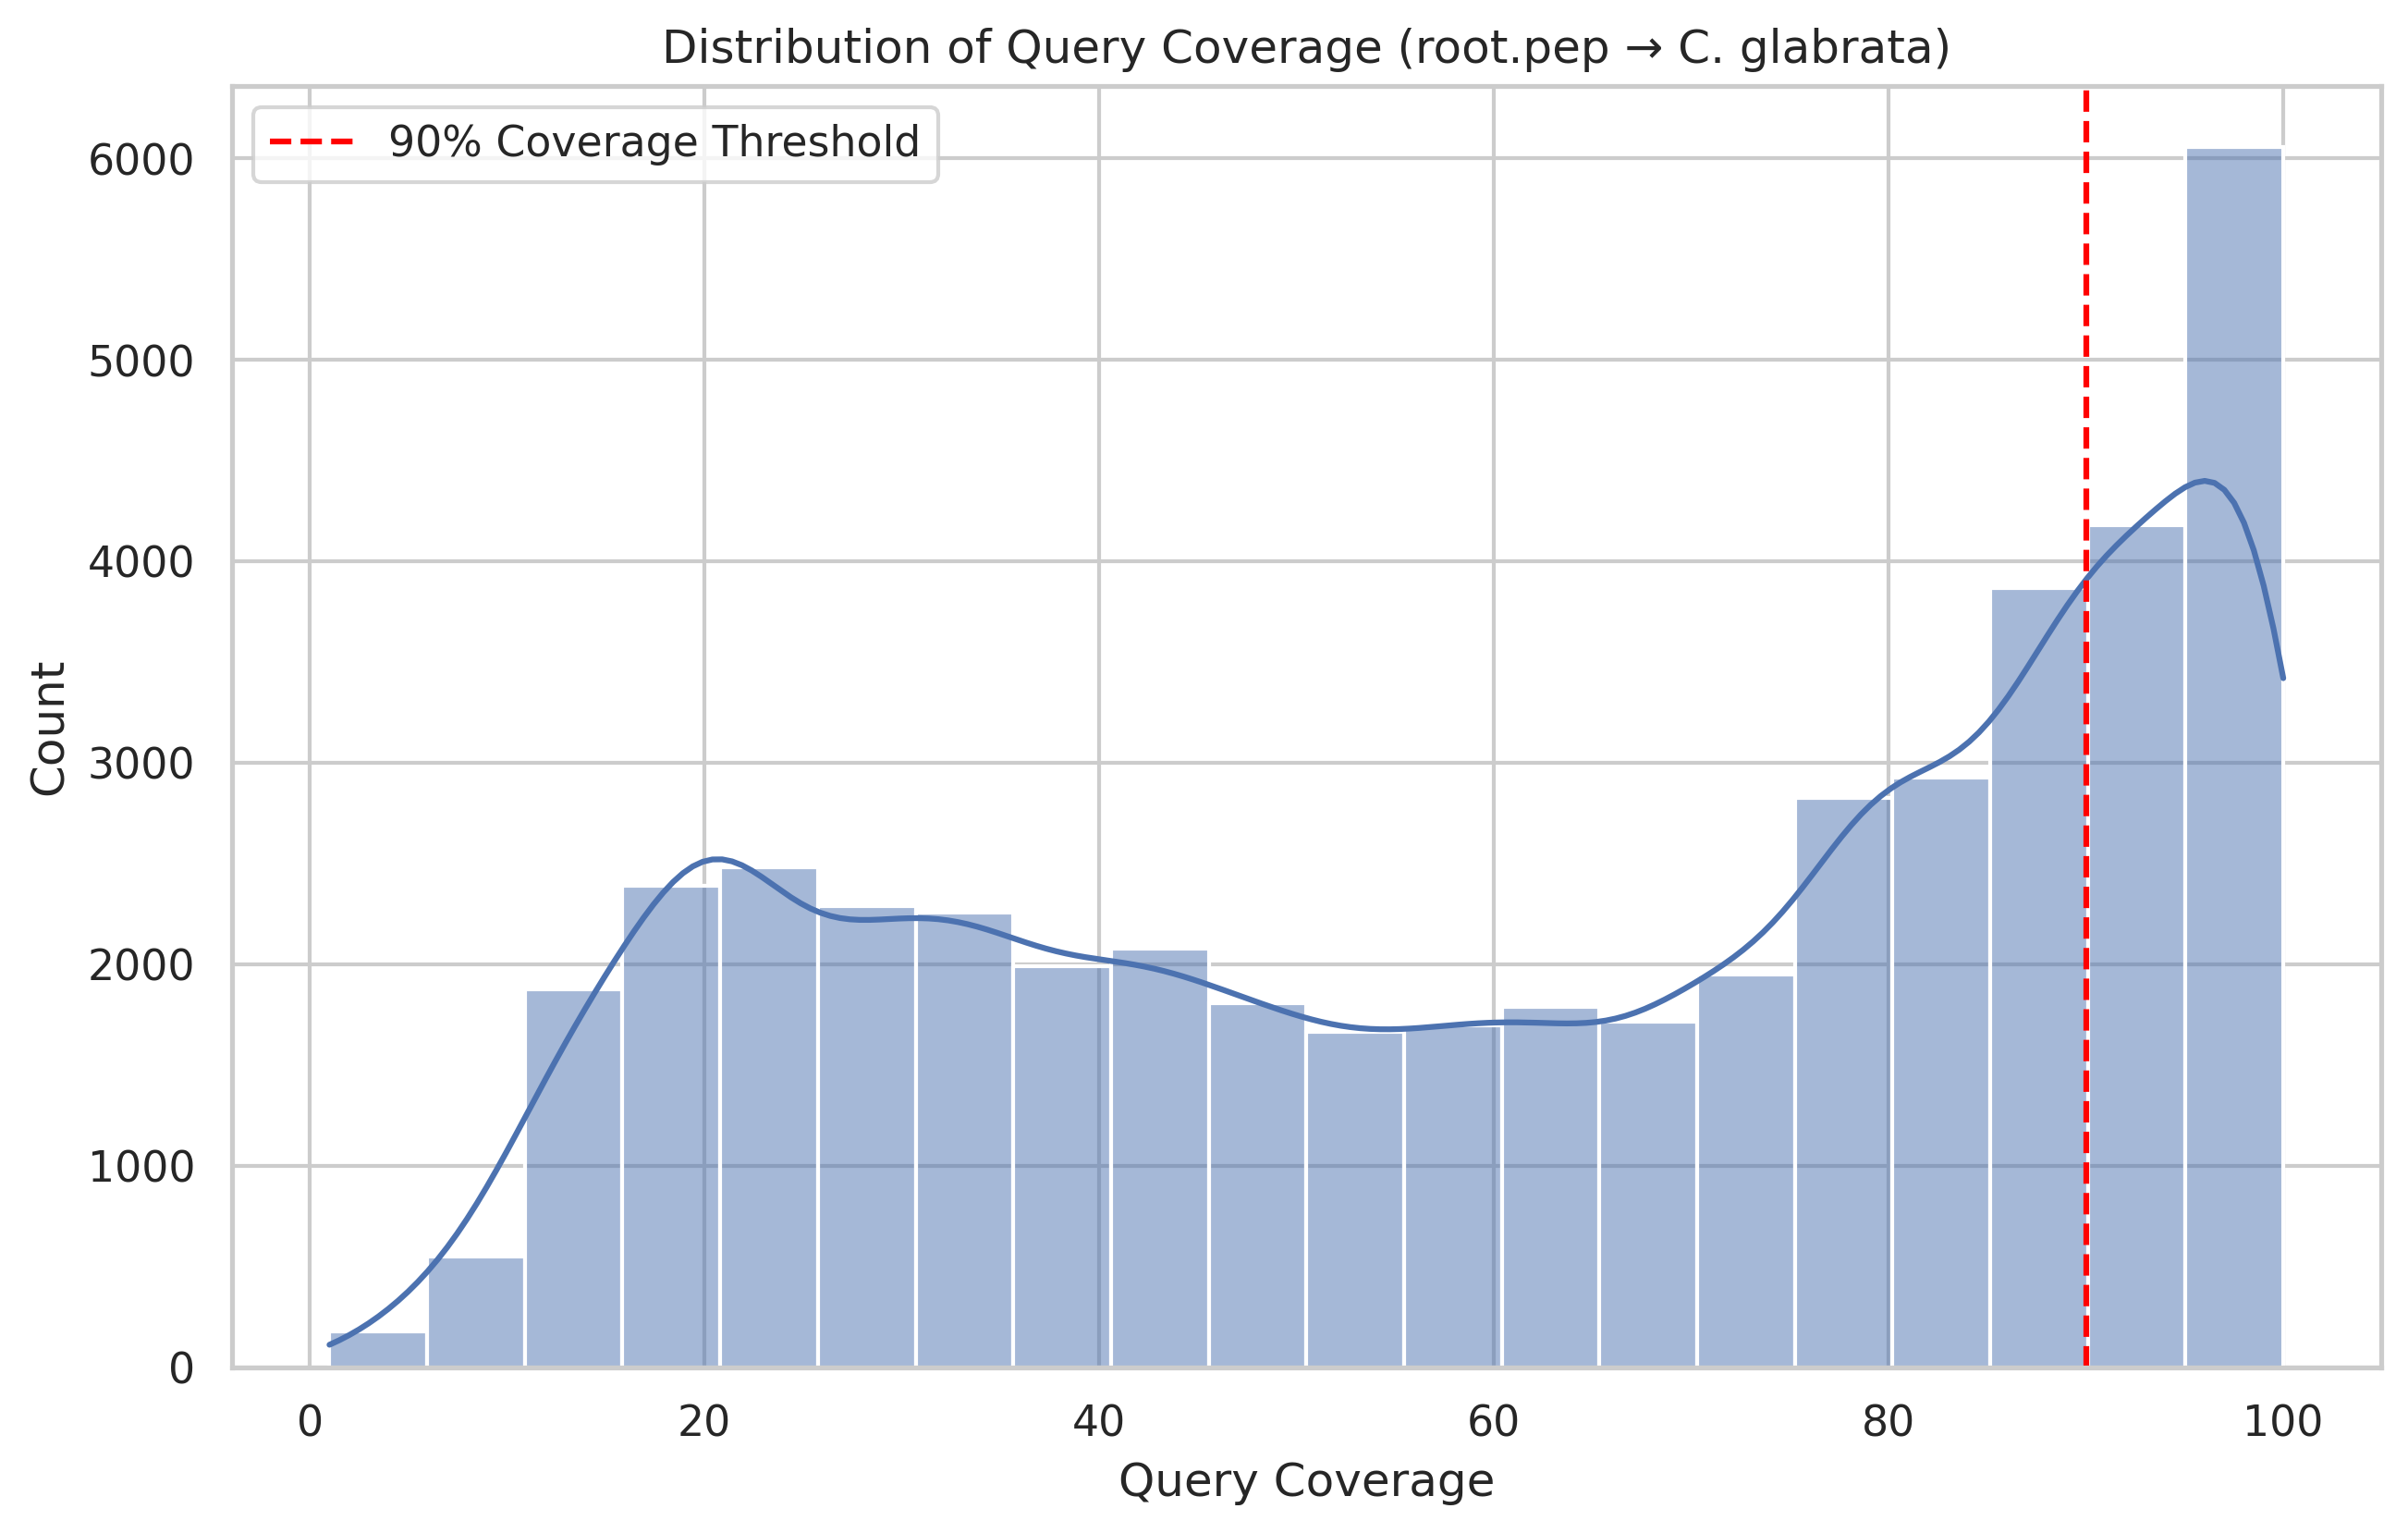 Distribution of Query Coverage (root.pep → C. glabrata)
90% Coverage Threshold
6000
5000
4000
3000
2000
1000
0
Count
0 20 40 60 80 100
Query Coverage